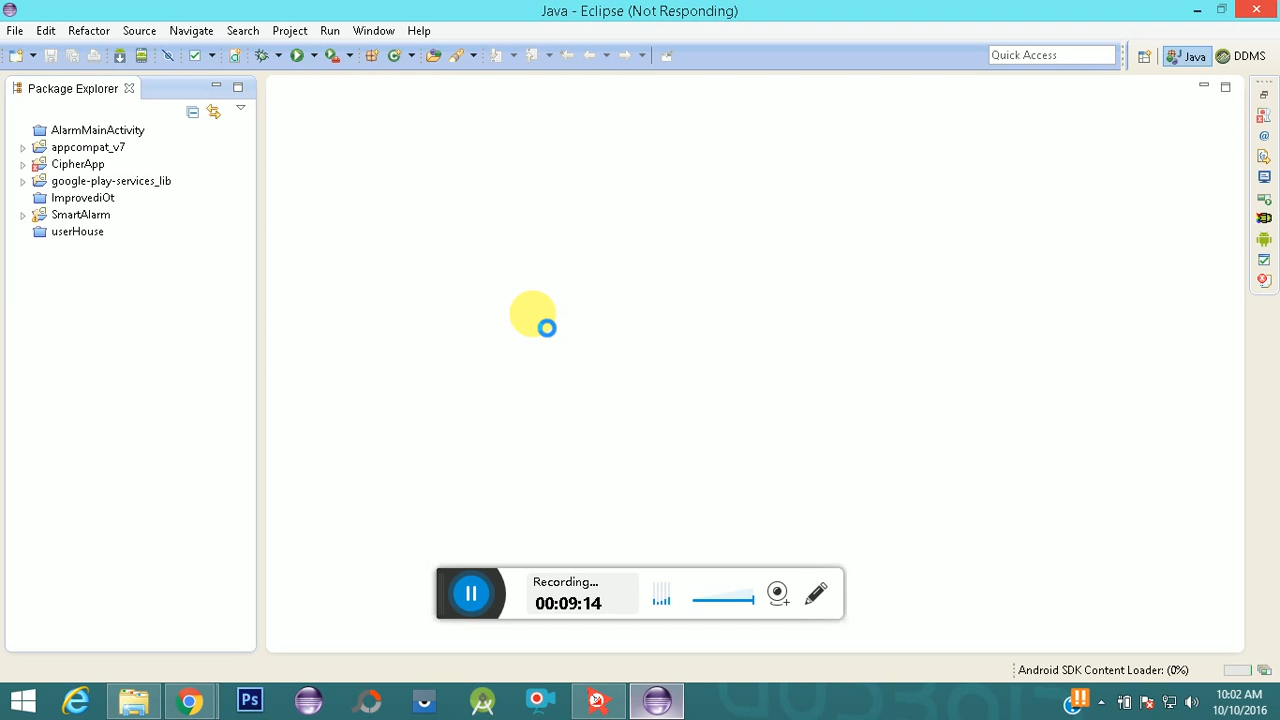 Java - Eclipse (Not Responding)
File Edit Refactor Source Navigate Search Project Run Window Help
Quick Access
Java
DDMS
Package Explorer
AlarmMainActivity
appcompat_v7
CipherApp
google-play-services_lib
ImprovediOt
SmartAlarm
userHouse
Recording...
00:09:14
Android SDK Content Loader: (0%)
Ps
10:02 AM
10/10/2016